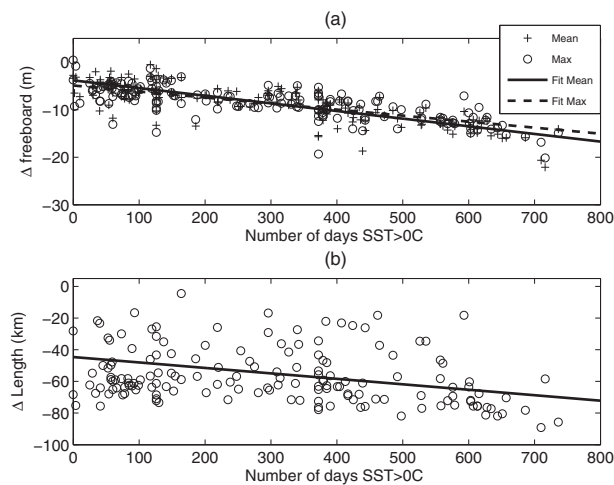 (a)
Mean
Max
Fit Mean
Fit Max
0
−10
−20
−30
Δ freeboard (m)
0 100 200 300 400 500 600 700 800
Number of days SST>0C
(b)
0
−20
−40
−60
−80
−100
Δ Length (km)
0 100 200 300 400 500 600 700 800
Number of days SST>0C